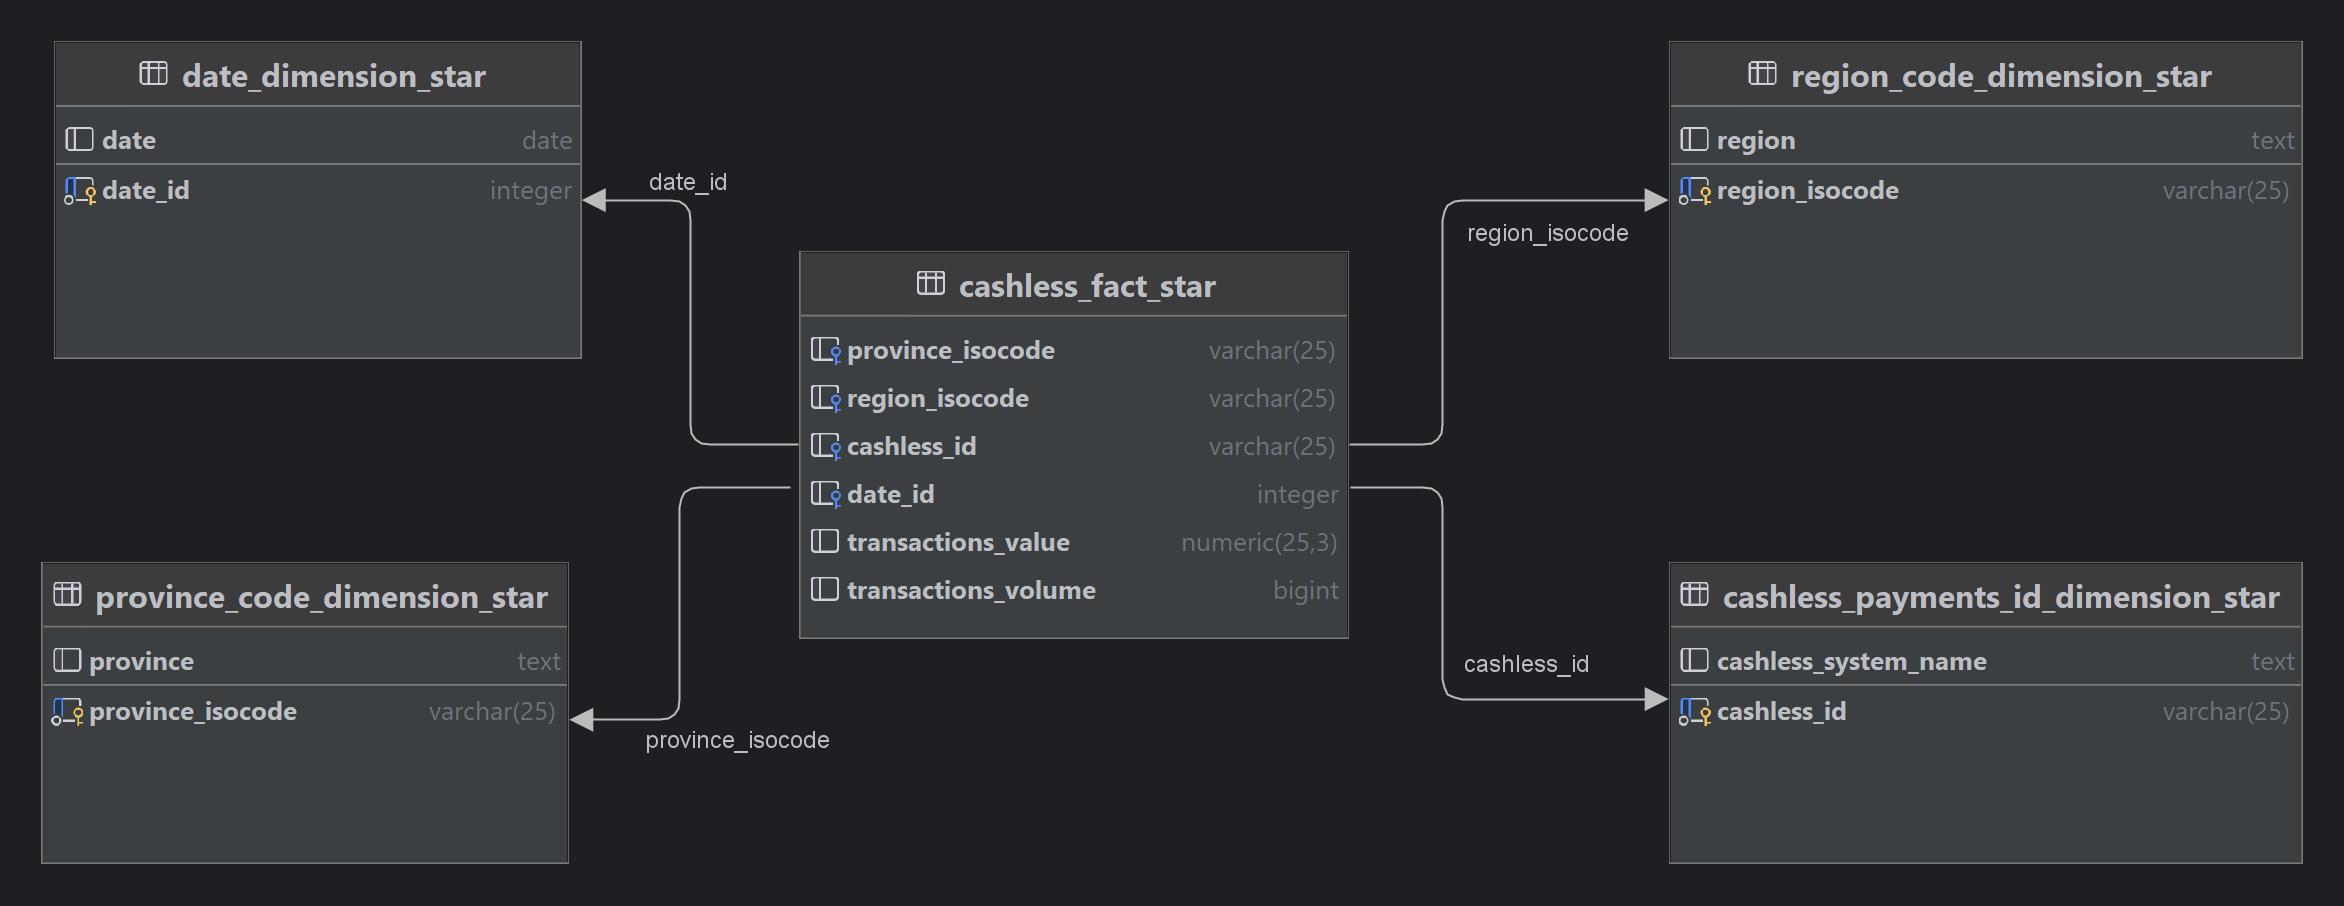 date_dimension_star
date date
date_id integer
date_id
region_code_dimension_star
region text
region_isocode varchar(25)
region_isocode
cashless_fact_star
province_isocode varchar(25)
region_isocode varchar(25)
cashless_id varchar(25)
date_id integer
transactions_value numeric(25,3)
transactions_volume bigint
province_code_dimension_star
province text
province_isocode varchar(25)
province_isocode
cashless_id
cashless_payments_id_dimension_star
cashless_system_name text
cashless_id varchar(25)